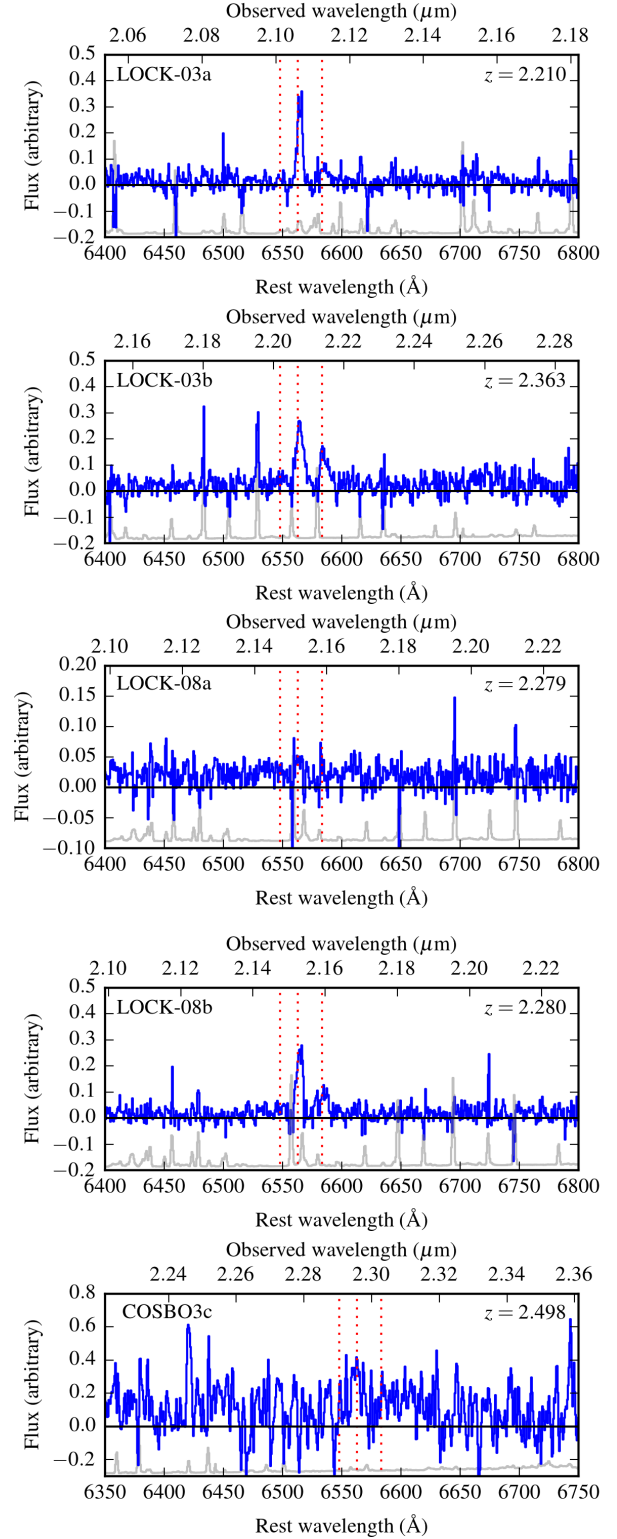 Observed wavelength (μm)
2.06 2.08 2.10 2.12 2.14 2.16 2.18
LOCK-03a z = 2.210
0.5
0.4
0.3
0.2
0.1
0.0
−0.1
−0.2
Flux (arbitrary)
6400 6450 6500 6550 6600 6650 6700 6750 6800
Rest wavelength (Å)
Observed wavelength (μm)
2.16 2.18 2.20 2.22 2.24 2.26 2.28
LOCK-03b z = 2.363
0.5
0.4
0.3
0.2
0.1
0.0
−0.1
−0.2
Flux (arbitrary)
6400 6450 6500 6550 6600 6650 6700 6750 6800
Rest wavelength (Å)
Observed wavelength (μm)
2.10 2.12 2.14 2.16 2.18 2.20 2.22
LOCK-08a z = 2.279
0.20
0.15
0.10
0.05
0.00
−0.05
−0.10
Flux (arbitrary)
6400 6450 6500 6550 6600 6650 6700 6750 6800
Rest wavelength (Å)
Observed wavelength (μm)
2.10 2.12 2.14 2.16 2.18 2.20 2.22
LOCK-08b z = 2.280
0.5
0.4
0.3
0.2
0.1
0.0
−0.1
−0.2
Flux (arbitrary)
6400 6450 6500 6550 6600 6650 6700 6750 6800
Rest wavelength (Å)
Observed wavelength (μm)
2.24 2.26 2.28 2.30 2.32 2.34 2.36
COSBO3c z = 2.498
0.8
0.6
0.4
0.2
0.0
−0.2
Flux (arbitrary)
6350 6400 6450 6500 6550 6600 6650 6700 6750
Rest wavelength (Å)